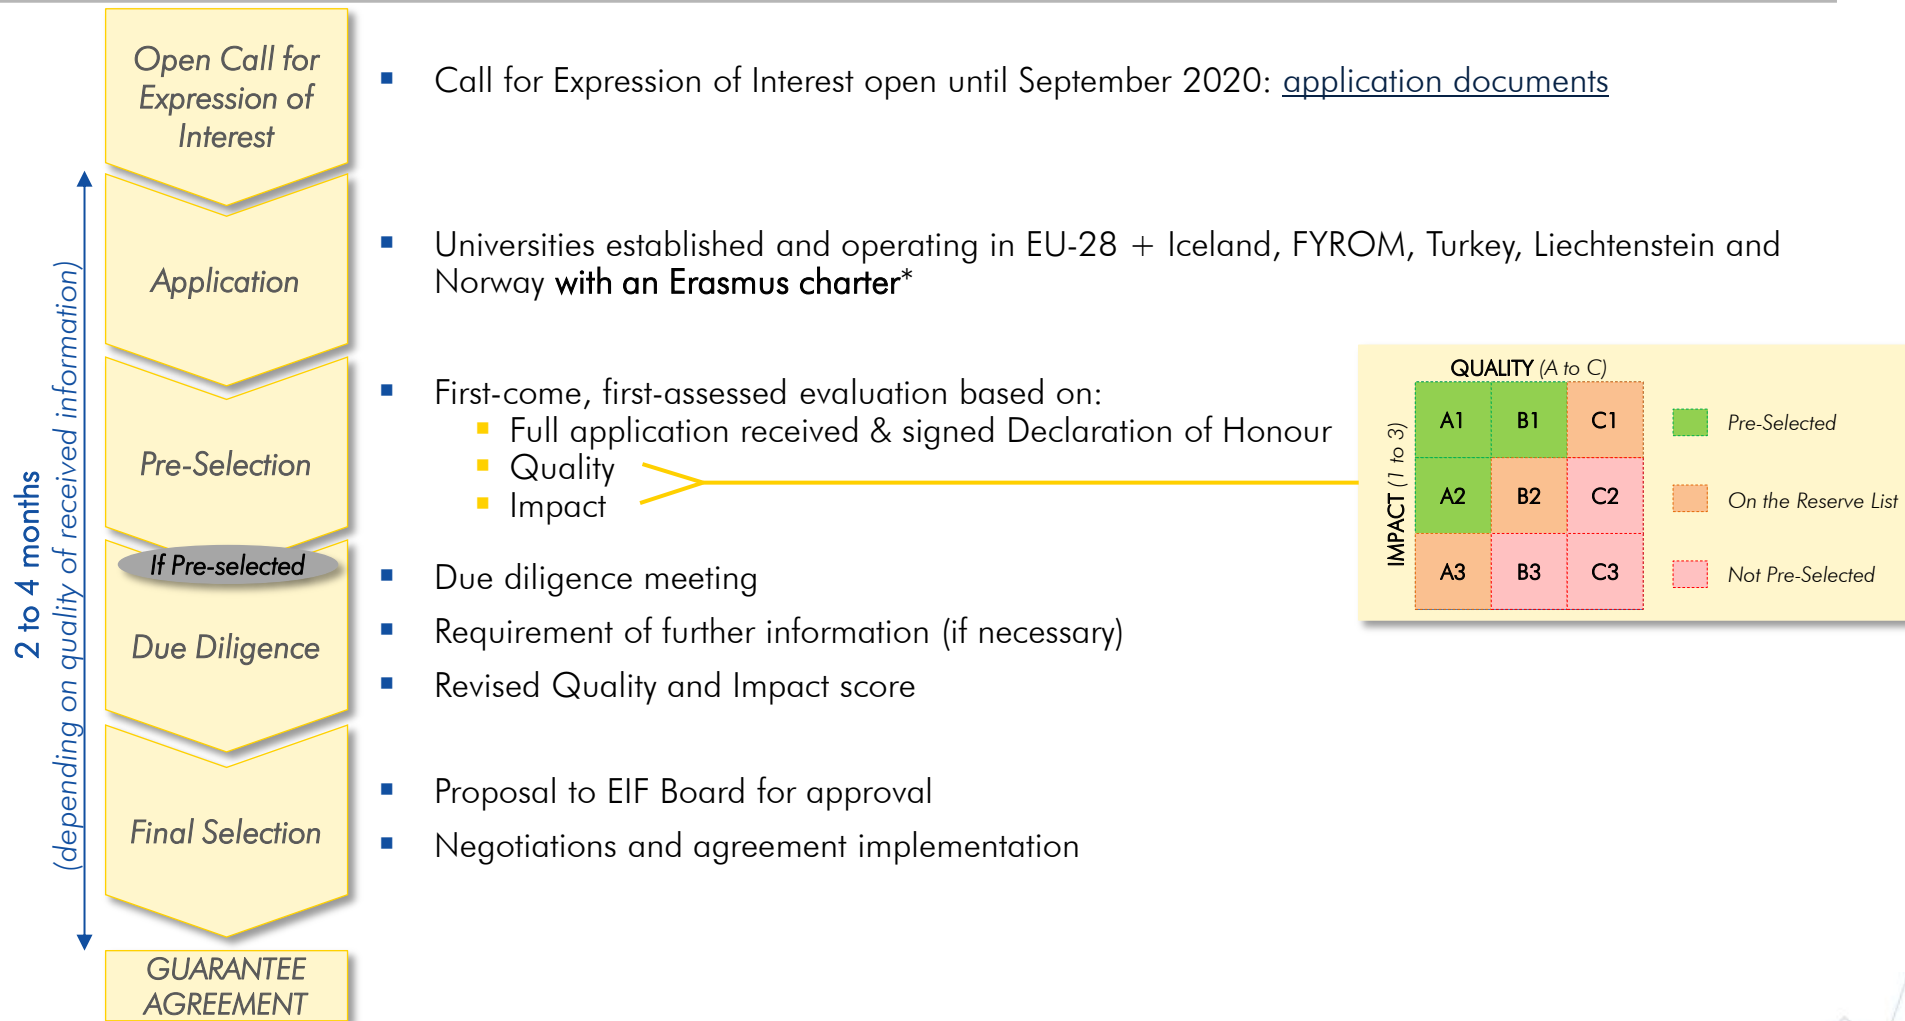 Open Call for
Expression of
Interest
Call for Expression of Interest open until September 2020: application documents
2 to 4 months
(depending on quality of received information)
Application
Universities established and operating in EU-28 + Iceland, FYROM, Turkey, Liechtenstein and
Norway with an Erasmus charter*
Pre-Selection
First-come, first-assessed evaluation based on:
Full application received & signed Declaration of Honour
Quality
Impact
QUALITY (A to C)
IMPACT (1 to 3)
A1 B1 C1
A2 B2 C2
A3 B3 C3
Pre-Selected
On the Reserve List
Not Pre-Selected
If Pre-selected
Due Diligence
Due diligence meeting
Requirement of further information (if necessary)
Revised Quality and Impact score
Final Selection
Proposal to EIF Board for approval
Negotiations and agreement implementation
GUARANTEE
AGREEMENT